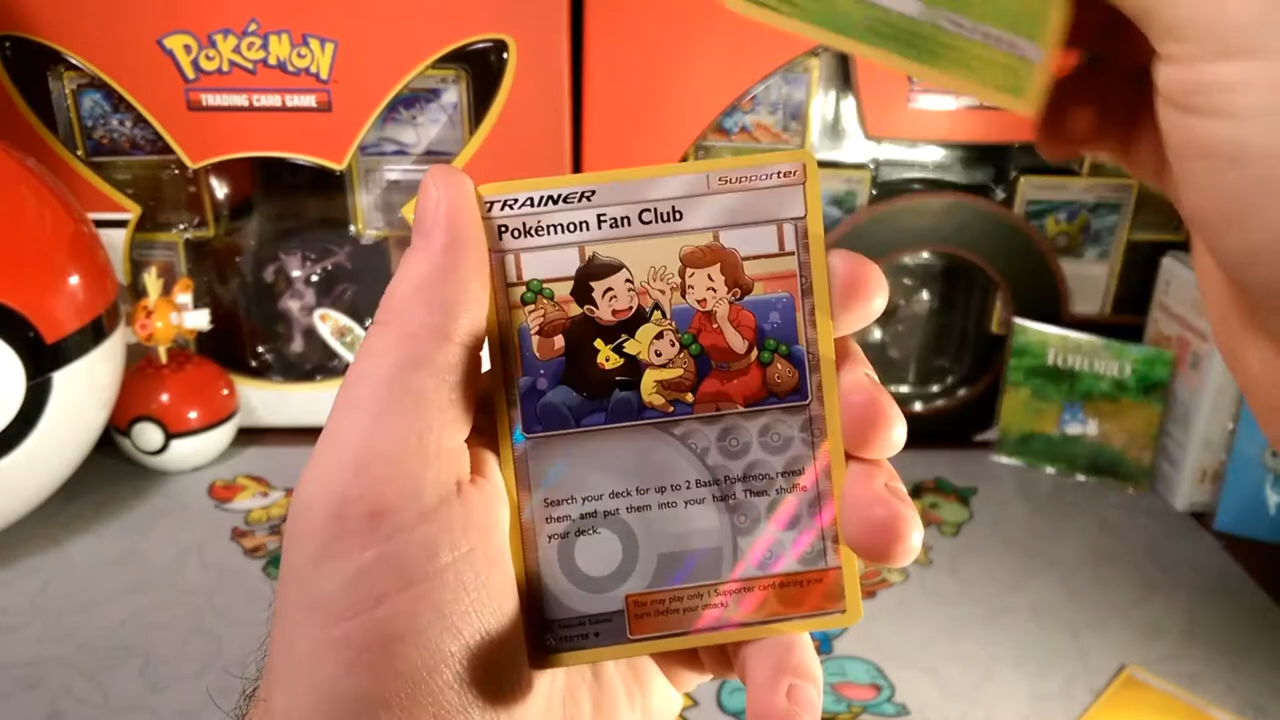 POKéMON
TRADING CARD GAME
TRAINER
Supporter
Pokémon Fan Club
Search your deck for up to 2 Basic Pokémon, reveal
them, and put them into your hand. Then, shuffle
your deck.
You may play only 1 Supporter card during your
turn (before your attack).
TOTORO